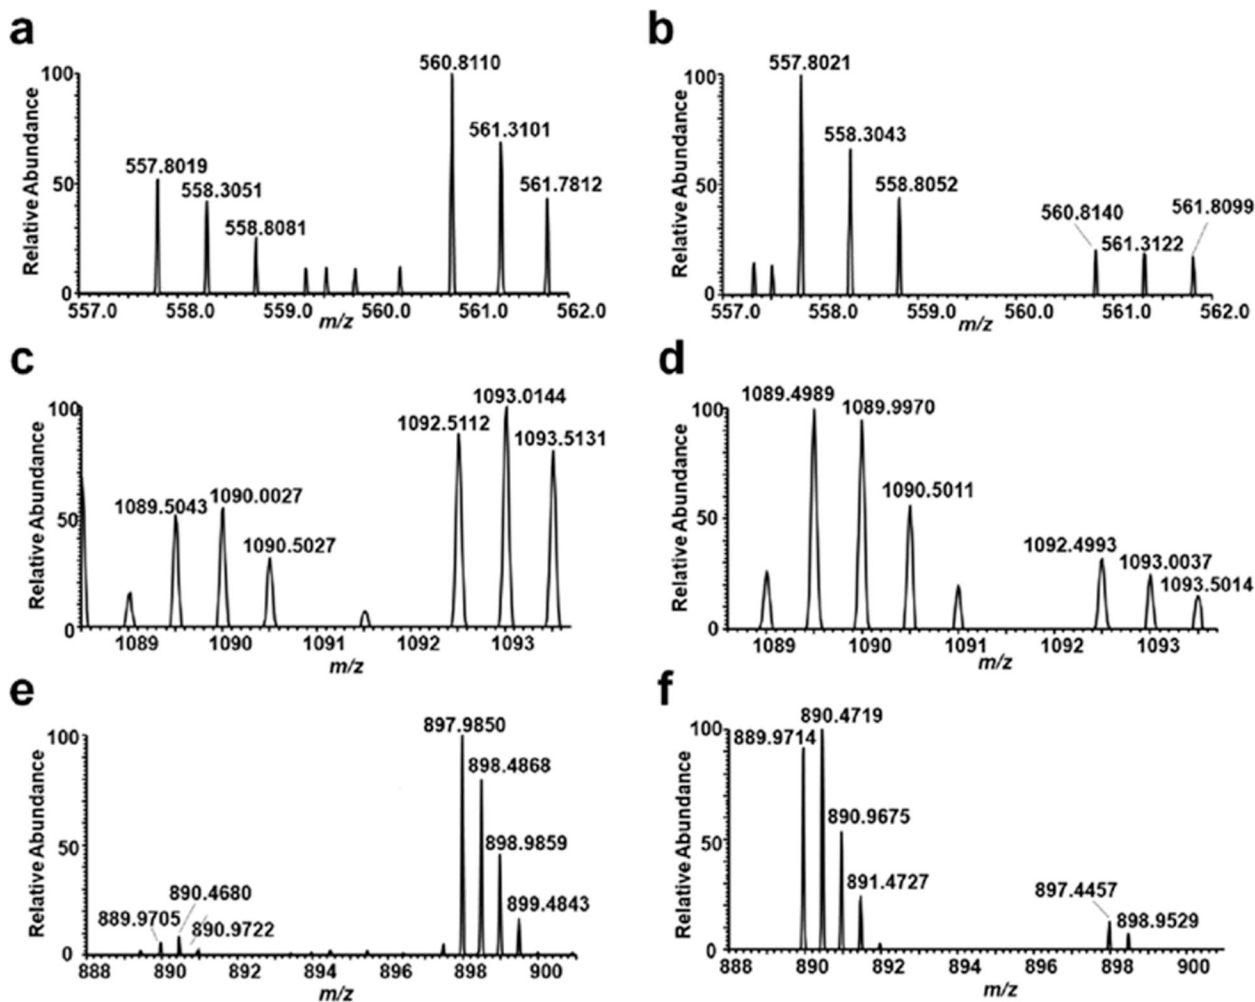 a
Relative Abundance
100
50
0
557.8019
558.3051
558.8081
560.8110
561.3101
561.7812
557.0 558.0 559.0 560.0 561.0 562.0
m/z
b
Relative Abundance
100
50
0
557.8021
558.3043
558.8052
560.8140
561.3122
561.8099
557.0 558.0 559.0 560.0 561.0 562.0
m/z
c
Relative Abundance
100
50
0
1089.5043
1090.0027
1090.5027
1092.5112
1093.0144
1093.5131
1089 1090 1091 1092 1093
m/z
d
Relative Abundance
100
50
0
1089.4989
1089.9970
1090.5011
1092.4993
1093.0037
1093.5014
1089 1090 1091 1092 1093
m/z
e
Relative Abundance
100
50
0
889.9705
890.4680
890.9722
897.9850
898.4868
898.9859
899.4843
888 890 892 894 896 898 900
m/z
f
Relative Abundance
100
50
0
889.9714
890.4719
890.9675
891.4727
897.4457
898.9529
888 890 892 894 896 898 900
m/z